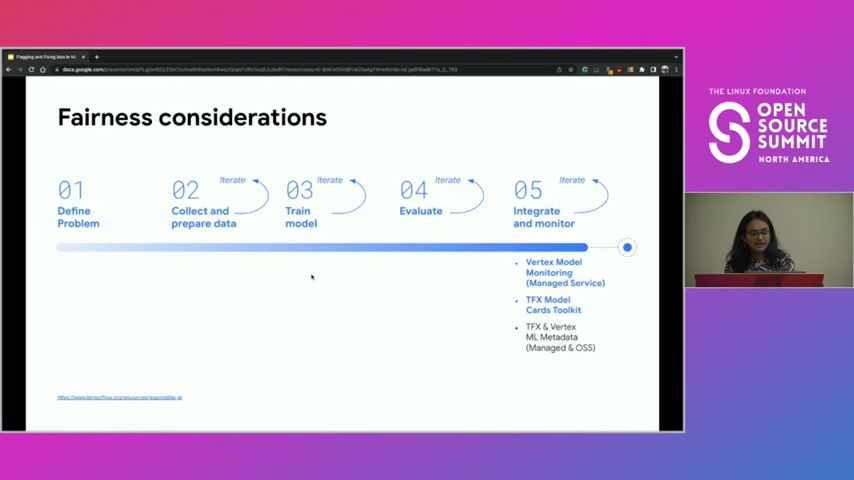 Flagging and Fixing bias in M
Fairness considerations
01
Define
Problem
Iterate
02
Collect and
prepare data
Iterate
03
Train
model
Iterate
04
Evaluate
Iterate
05
Integrate
and monitor
Vertex Model
Monitoring
(Managed Service)
TFX Model
Cards Toolkit
TFX & Vertex
ML Metadata
(Managed & OSS)
https://www.tensorflow.org/resources/responsible-ai
THE LINUX FOUNDATION
OPEN
SOURCE
SUMMIT
NORTH AMERICA